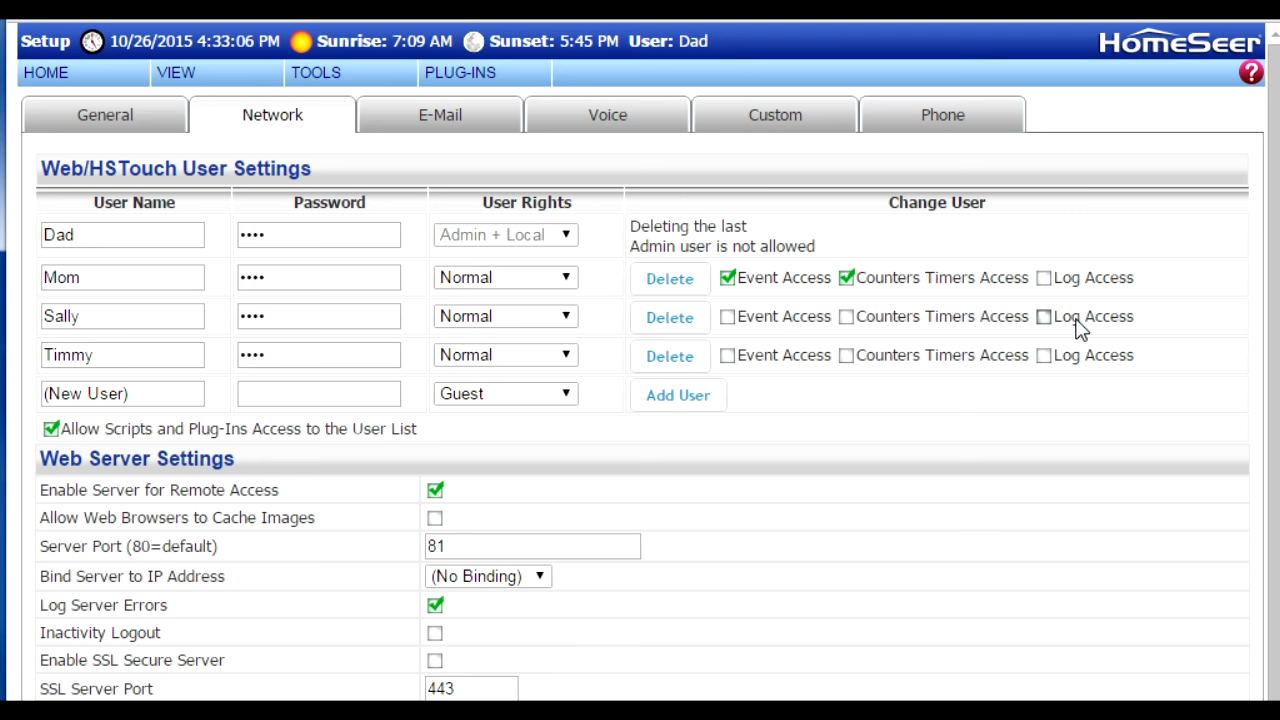 Setup 10/26/2015 4:33:06 PM Sunrise: 7:09 AM Sunset: 5:45 PM User: Dad HomeSeer
HOME VIEW TOOLS PLUG-INS ?
General Network E-Mail Voice Custom Phone
Web/HSTouch User Settings
User Name Password User Rights Change User
Dad •••• Admin + Local Deleting the last
Admin user is not allowed
Mom •••• Normal Delete Event Access Counters Timers Access Log Access
Sally •••• Normal Delete Event Access Counters Timers Access Log Access
Timmy •••• Normal Delete Event Access Counters Timers Access Log Access
(New User) Guest Add User
Allow Scripts and Plug-Ins Access to the User List
Web Server Settings
Enable Server for Remote Access
Allow Web Browsers to Cache Images
Server Port (80=default) 81
Bind Server to IP Address (No Binding)
Log Server Errors
Inactivity Logout
Enable SSL Secure Server
SSL Server Port 443